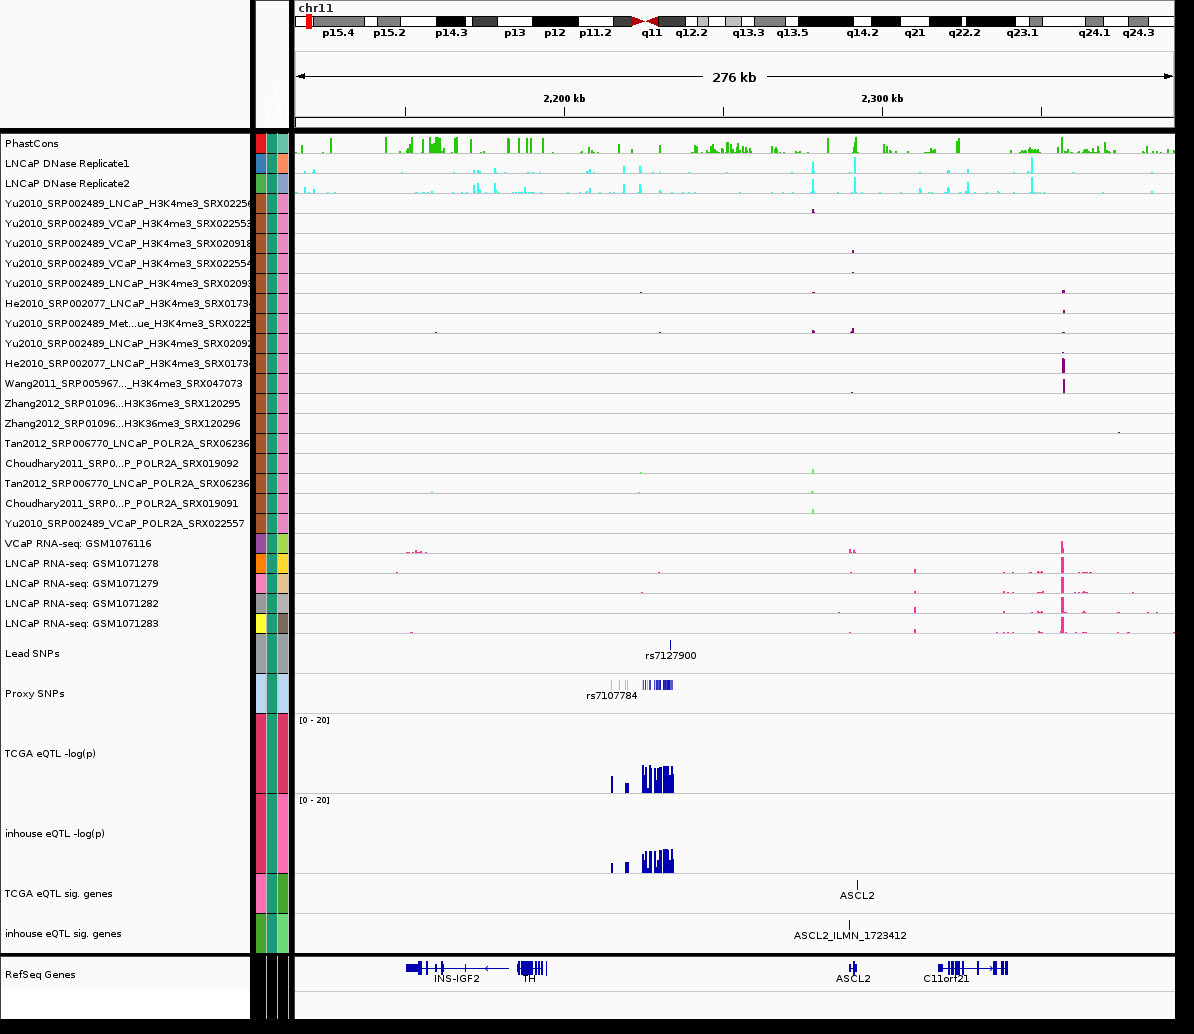 chr11
p15.4 p15.2 p14.3 p13 p12 p11.2 q11 q12.2 q13.3 q13.5 q14.2 q21 q22.2 q23.1 q24.1 q24.3
276 kb
2,200 kb 2,300 kb
PhastCons
LNCaP DNase Replicate1
LNCaP DNase Replicate2
Yu2010_SRP002489_LNCaP_H3K4me3_SRX02250
Yu2010_SRP002489_VCaP_H3K4me3_SRX022553
Yu2010_SRP002489_VCaP_H3K4me3_SRX020918
Yu2010_SRP002489_VCaP_H3K4me3_SRX022554
Yu2010_SRP002489_LNCaP_H3K4me3_SRX0209
He2010_SRP002077_LNCaP_H3K4me3_SRX0173
Yu2010_SRP002489_Met...ue_H3K4me3_SRX0225
Yu2010_SRP002489_LNCaP_H3K4me3_SRX02092
He2010_SRP002077_LNCaP_H3K4me3_SRX0173
Wang2011_SRP005967..._H3K4me3_SRX047073
Zhang2012_SRP01096...H3K36me3_SRX120295
Zhang2012_SRP01096...H3K36me3_SRX120296
Tan2012_SRP006770_LNCaP_POLR2A_SRX06236
Choudhary2011_SRP0...P_POLR2A_SRX019092
Tan2012_SRP006770_LNCaP_POLR2A_SRX06236
Choudhary2011_SRP0...P_POLR2A_SRX019091
Yu2010_SRP002489_VCaP_POLR2A_SRX022557
VCaP RNA-seq: GSM1076116
LNCaP RNA-seq: GSM1071278
LNCaP RNA-seq: GSM1071279
LNCaP RNA-seq: GSM1071282
LNCaP RNA-seq: GSM1071283
Lead SNPs
rs7127900
Proxy SNPs
rs7107784
[0 - 20]
TCGA eQTL -log(p)
[0 - 20]
inhouse eQTL -log(p)
TCGA eQTL sig. genes
ASCL2
inhouse eQTL sig. genes
ASCL2_ILMN_1723412
RefSeq Genes
INS-IGF2 TH ASCL2 C11orf21